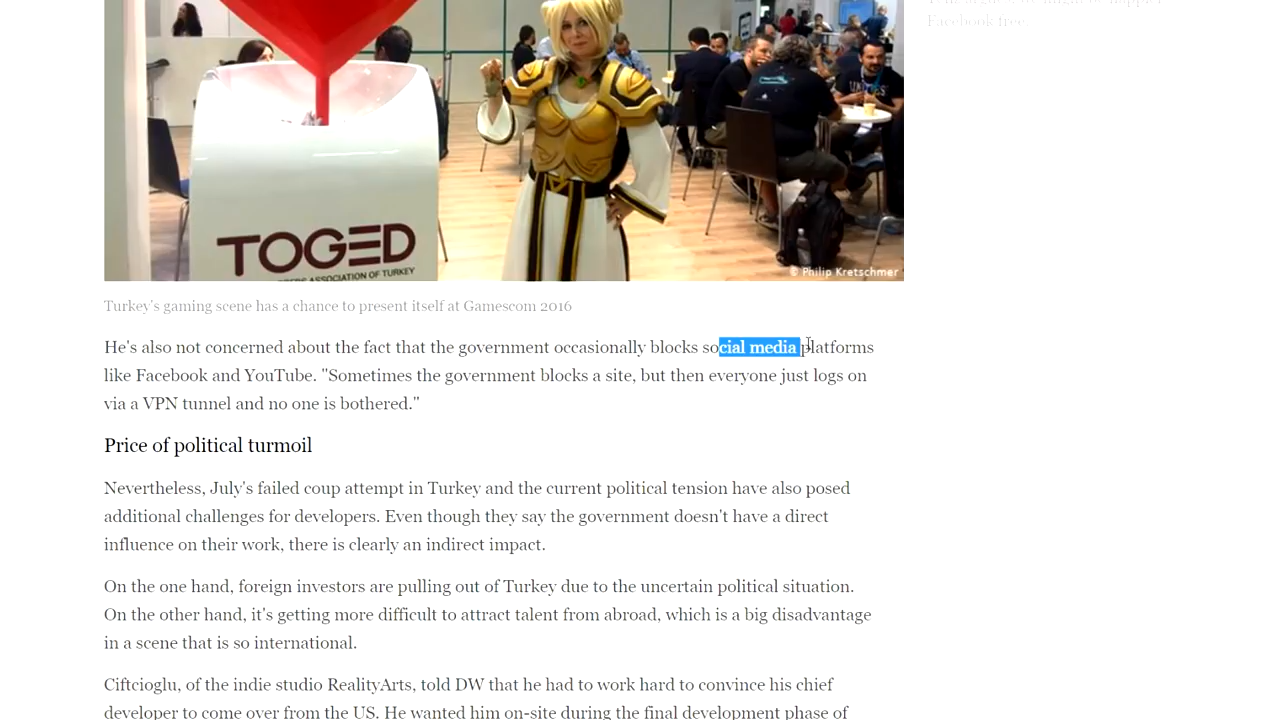 Facebook free.
TOGED
ASSOCIATION OF TURKEY
© Philip Kretschmer
Turkey's gaming scene has a chance to present itself at Gamescom 2016
He's also not concerned about the fact that the government occasionally blocks social media platforms
like Facebook and YouTube. "Sometimes the government blocks a site, but then everyone just logs on
via a VPN tunnel and no one is bothered."
Price of political turmoil
Nevertheless, July's failed coup attempt in Turkey and the current political tension have also posed
additional challenges for developers. Even though they say the government doesn't have a direct
influence on their work, there is clearly an indirect impact.
On the one hand, foreign investors are pulling out of Turkey due to the uncertain political situation.
On the other hand, it's getting more difficult to attract talent from abroad, which is a big disadvantage
in a scene that is so international.
Ciftcioglu, of the indie studio RealityArts, told DW that he had to work hard to convince his chief
developer to come over from the US. He wanted him on-site during the final development phase of